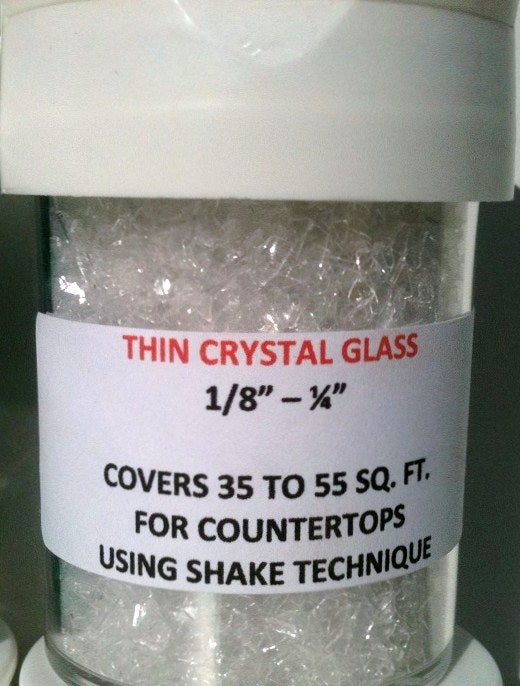 THIN CRYSTAL GLASS
1/8” – ¼”
COVERS 35 TO 55 SQ. FT.
FOR COUNTERTOPS
USING SHAKE TECHNIQUE